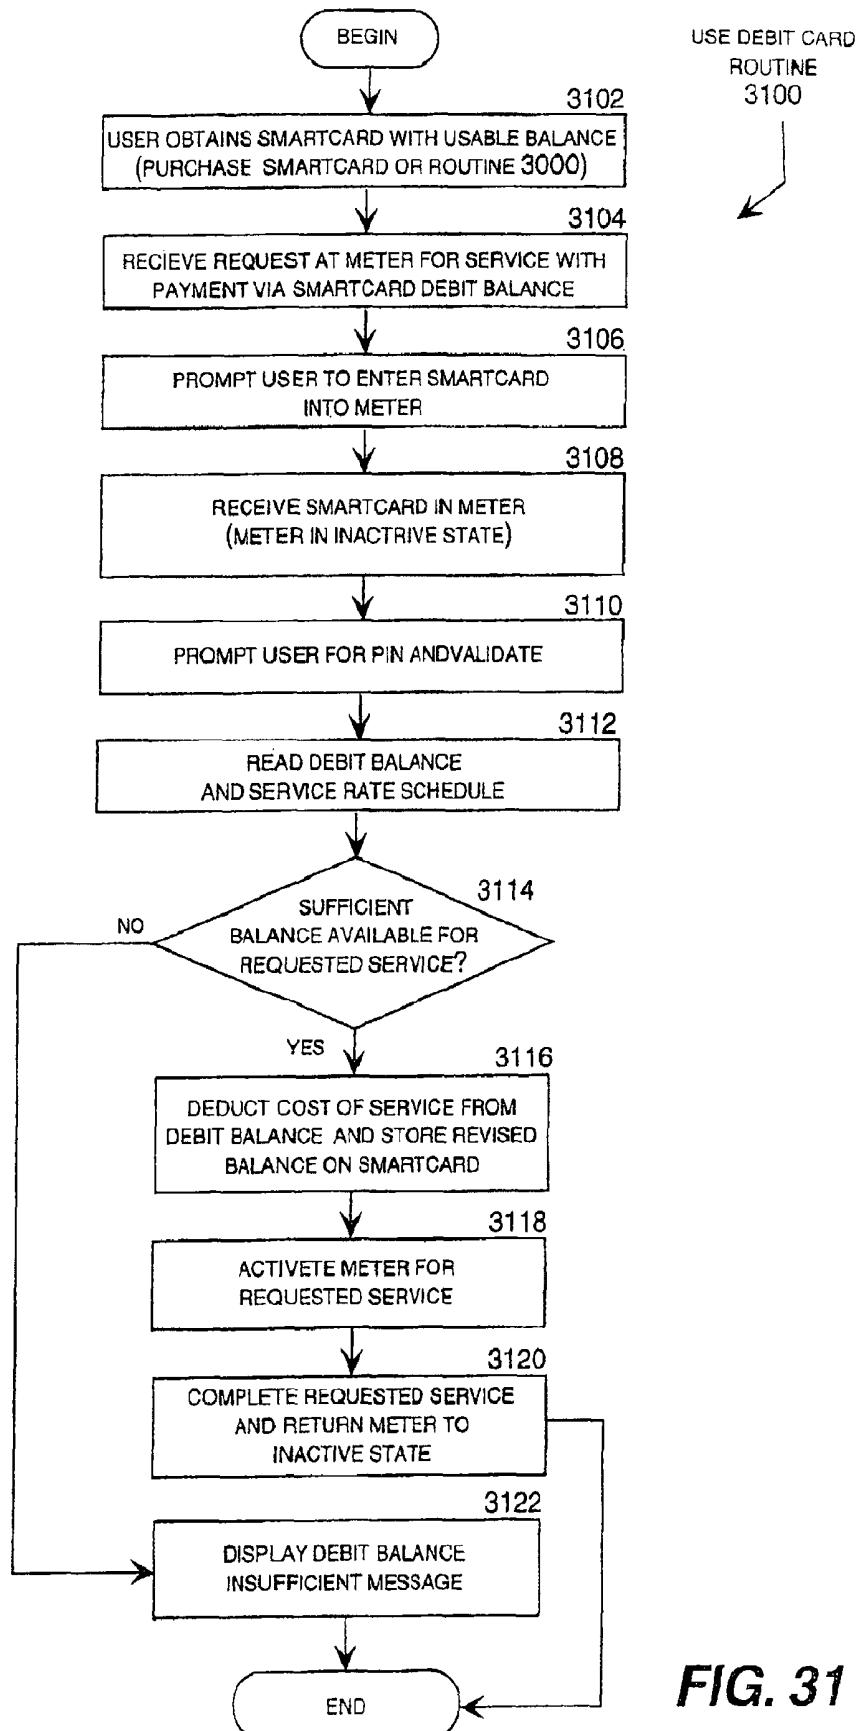 BEGIN
USE DEBIT CARD
ROUTINE
3100
3102
USER OBTAINS SMARTCARD WITH USABLE BALANCE
(PURCHASE SMARTCARD OR ROUTINE 3000)
3104
RECIEVE REQUEST AT METER FOR SERVICE WITH
PAYMENT VIA SMARTCARD DEBIT BALANCE
3106
PROMPT USER TO ENTER SMARTCARD
INTO METER
3108
RECEIVE SMARTCARD IN METER
(METER IN INACTRIVE STATE)
3110
PROMPT USER FOR PIN ANDVALIDATE
3112
READ DEBIT BALANCE
AND SERVICE RATE SCHEDULE
3114
SUFFICIENT
BALANCE AVAILABLE FOR
REQUESTED SERVICE?
NO
YES
3116
DEDUCT COST OF SERVICE FROM
DEBIT BALANCE AND STORE REVISED
BALANCE ON SMARTCARD
3118
ACTIVETE METER FOR
REQUESTED SERVICE
3120
COMPLETE REQUESTED SERVICE
AND RETURN METER TO
INACTIVE STATE
3122
DISPLAY DEBIT BALANCE
INSUFFICIENT MESSAGE
END
FIG. 31